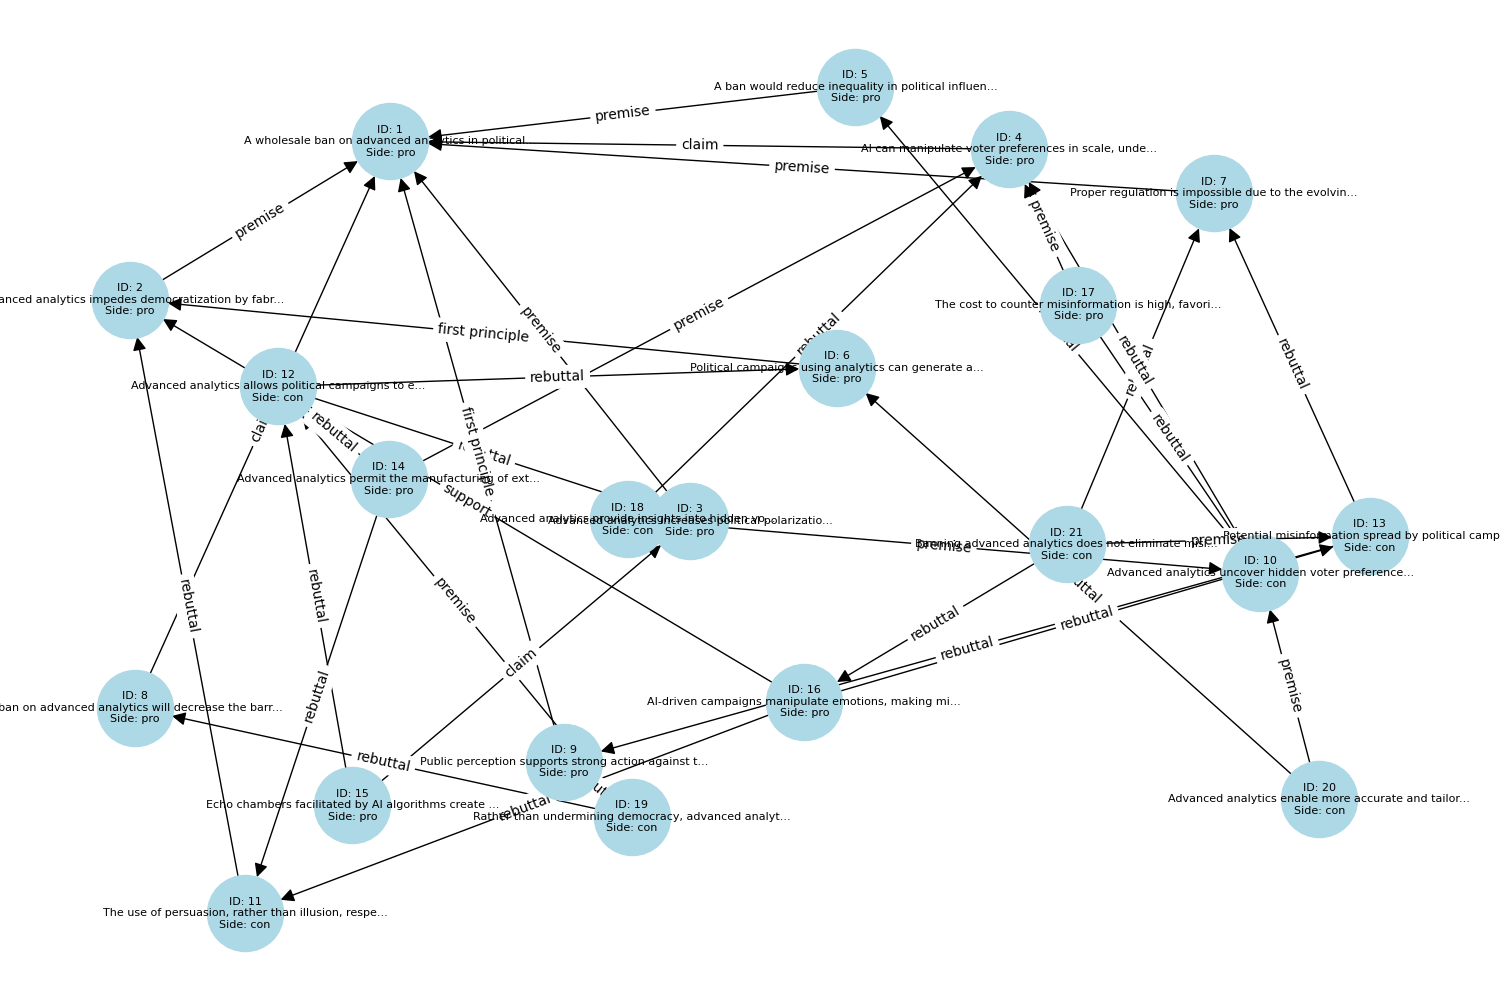 ID: 5
A ban would reduce inequality in political influen...
Side: pro
premise
ID: 1
A wholesale ban on advanced analytics in political
Side: pro
claim
ID: 4
AI can manipulate voter preferences in scale, unde...
Side: pro
premise
ID: 7
Proper regulation is impossible due to the evolvin...
Side: pro
premise
premise
ID: 2
analytics impedes democratization by fabr...
Side: pro
first principle
premise
premise
ID: 17
The cost to counter misinformation is high, favori...
Side: pro
rebuttal
ID: 6
Political campaigns using analytics can generate a...
Side: pro
rebuttal
rebuttal
rebuttal
ID: 12
Advanced analytics allows political campaigns to e...
Side: con
rebuttal
rebuttal
first principle
rebuttal
ID: 14
Advanced analytics permit the manufacturing of ext...
Side: pro
support
ID: 18
Advanced analytics provide insights into hidden
Side: con
ID: 3
Advanced analytics increases political polarizatio...
Side: pro
premise
ID: 21
Banning advanced analytics does not eliminate
Side: con
premise
ID: 13
Potential misinformation spread by political camp
Side: con
ID: 10
Advanced analytics uncover hidden voter preference...
Side: con
rebuttal
rebuttal
premise
rebuttal
rebuttal
rebuttal
claim
premise
rebuttal
ID: 8
ban on advanced analytics will decrease the barr...
Side: pro
ID: 16
AI-driven campaigns manipulate emotions, making mi...
Side: pro
rebuttal
ID: 9
Public perception supports strong action against t...
Side: pro
ID: 15
Echo chambers facilitated by AI algorithms create ...
Side: pro
rebuttal
ID: 19
Rather than undermining democracy, advanced analyt...
Side: con
ID: 20
Advanced analytics enable more accurate and tailor...
Side: con
ID: 11
The use of persuasion, rather than illusion, respe...
Side: con